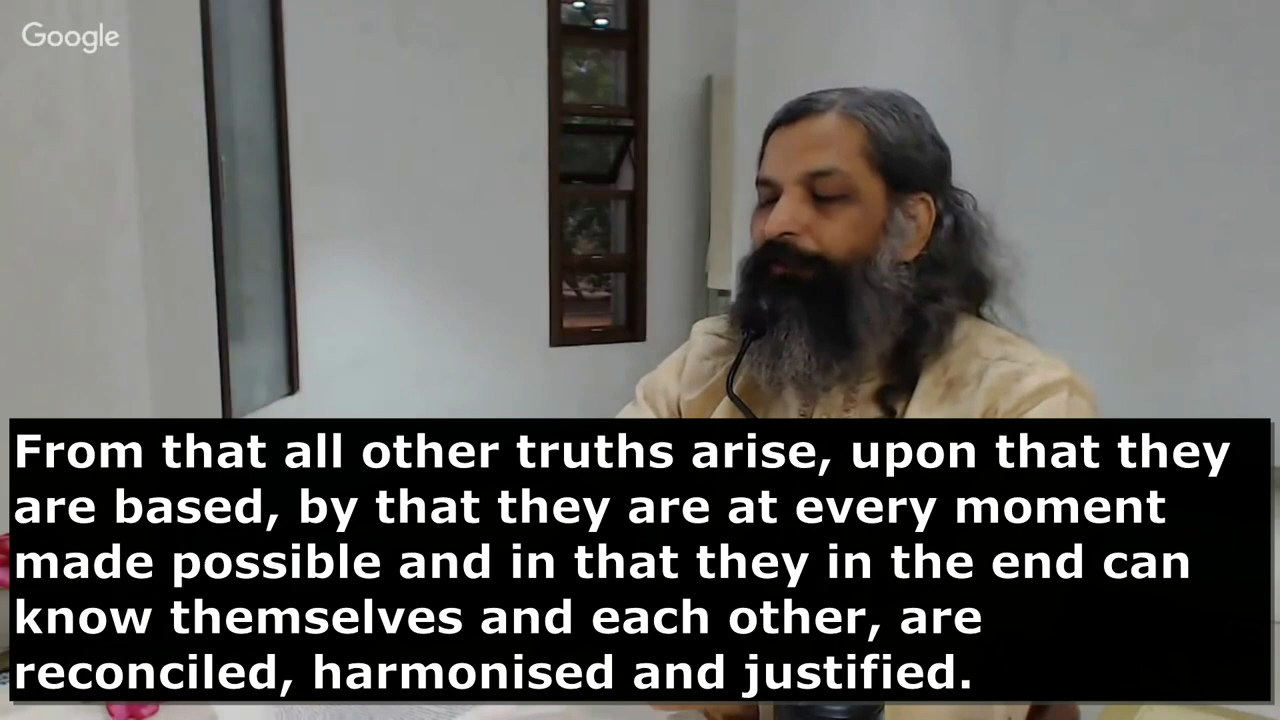 Google
From that all other truths arise, upon that they
are based, by that they are at every moment
made possible and in that they in the end can
know themselves and each other, are
reconciled, harmonised and justified.